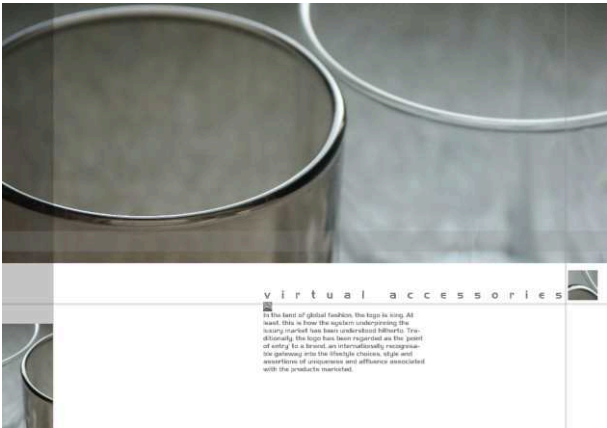 virtual accessories
In the land of global fashion, the logo is king. At
least, this is how the system underpinning the
luxury market has been understood hitherto. Tra-
ditionally, the logo has been regarded as the 'point
of entry' to a brand, an internationally recognisa-
ble gateway into the lifestyle choices, style and
assertions of uniqueness and affluence associated
with the products marketed.